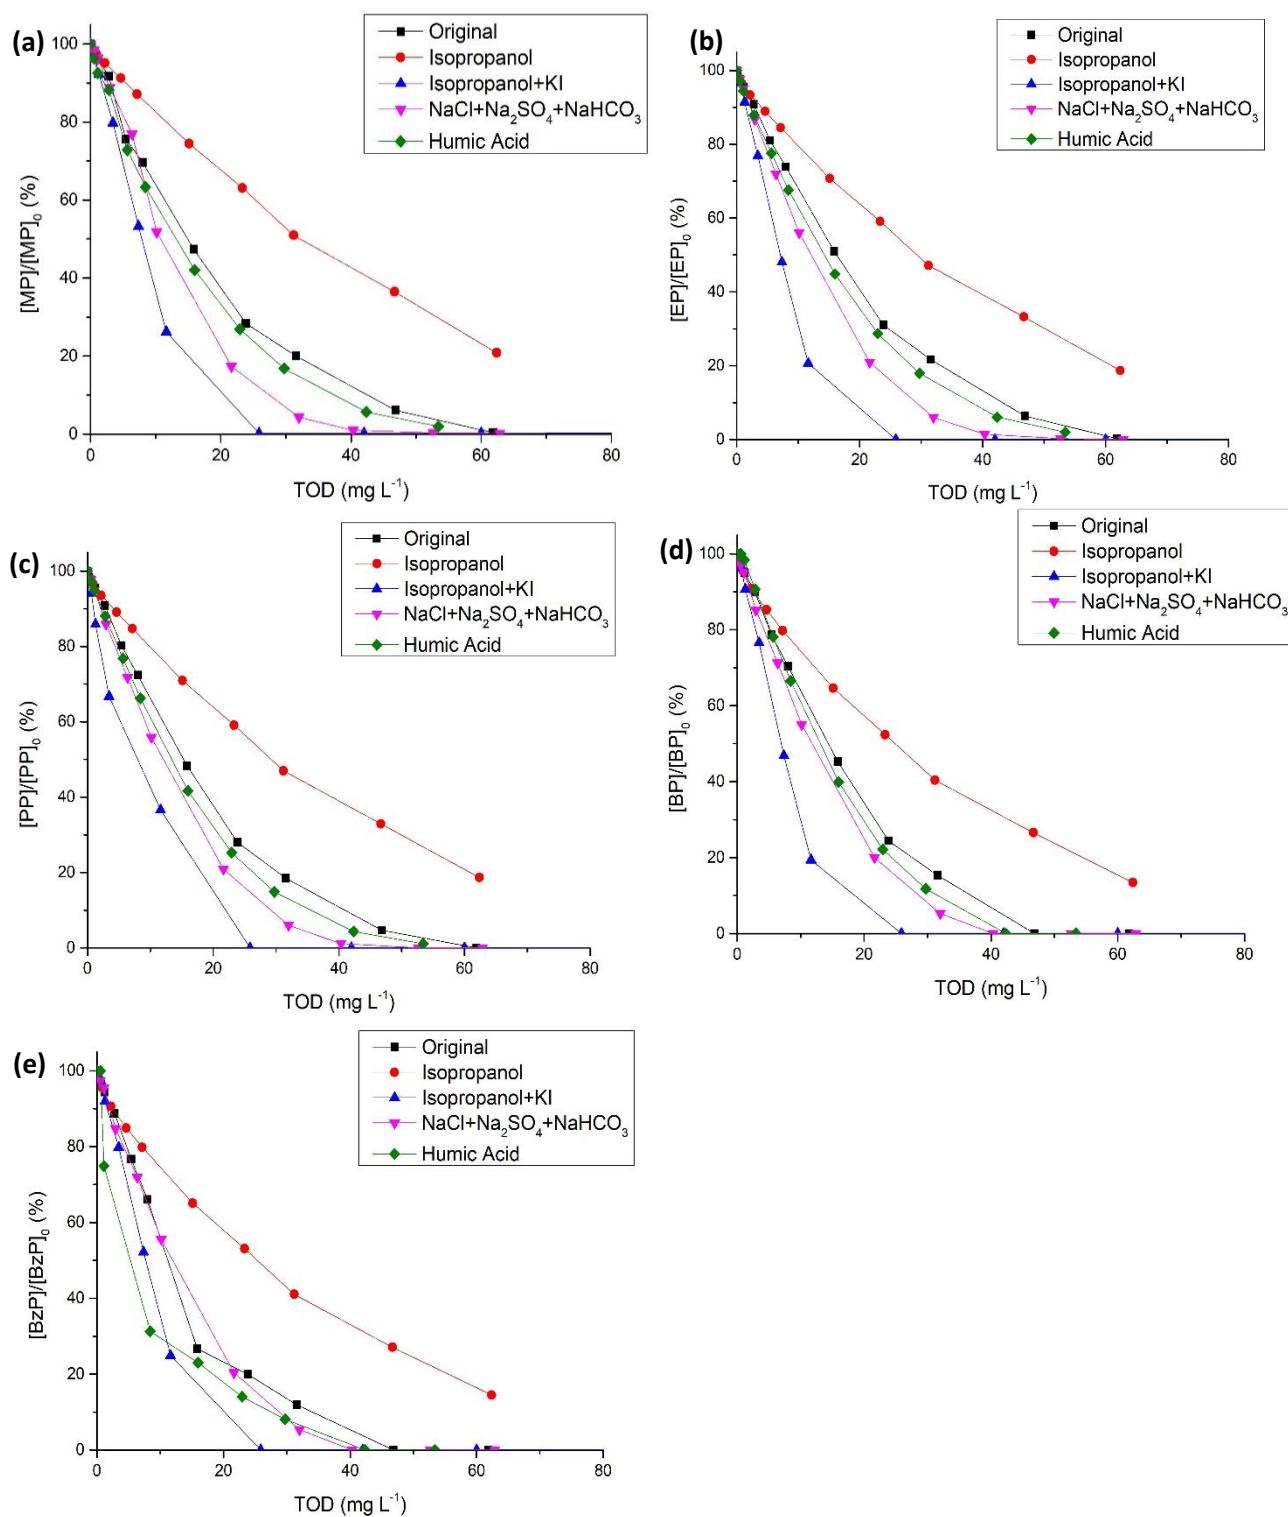 (a)
Original
Isopropanol
Isopropanol+KI
NaCl+Na₂SO₄+NaHCO₃
Humic Acid
100
80
60
40
20
0
[MP]/[MP]₀ (%)
0 20 40 60 80
TOD (mg L⁻¹)
(b)
Original
Isopropanol
Isopropanol+KI
NaCl+Na₂SO₄+NaHCO₃
Humic Acid
100
80
60
40
20
0
[EP]/[EP]₀ (%)
0 20 40 60 80
TOD (mg L⁻¹)
(c)
Original
Isopropanol
Isopropanol+KI
NaCl+Na₂SO₄+NaHCO₃
Humic Acid
100
80
60
40
20
0
[PP]/[PP]₀ (%)
0 20 40 60 80
TOD (mg L⁻¹)
(d)
Original
Isopropanol
Isopropanol+KI
NaCl+Na₂SO₄+NaHCO₃
Humic Acid
100
80
60
40
20
0
[BP]/[BP]₀ (%)
0 20 40 60 80
TOD (mg L⁻¹)
(e)
Original
Isopropanol
Isopropanol+KI
NaCl+Na₂SO₄+NaHCO₃
Humic Acid
100
80
60
40
20
0
[BzP]/[BzP]₀ (%)
0 20 40 60 80
TOD (mg L⁻¹)